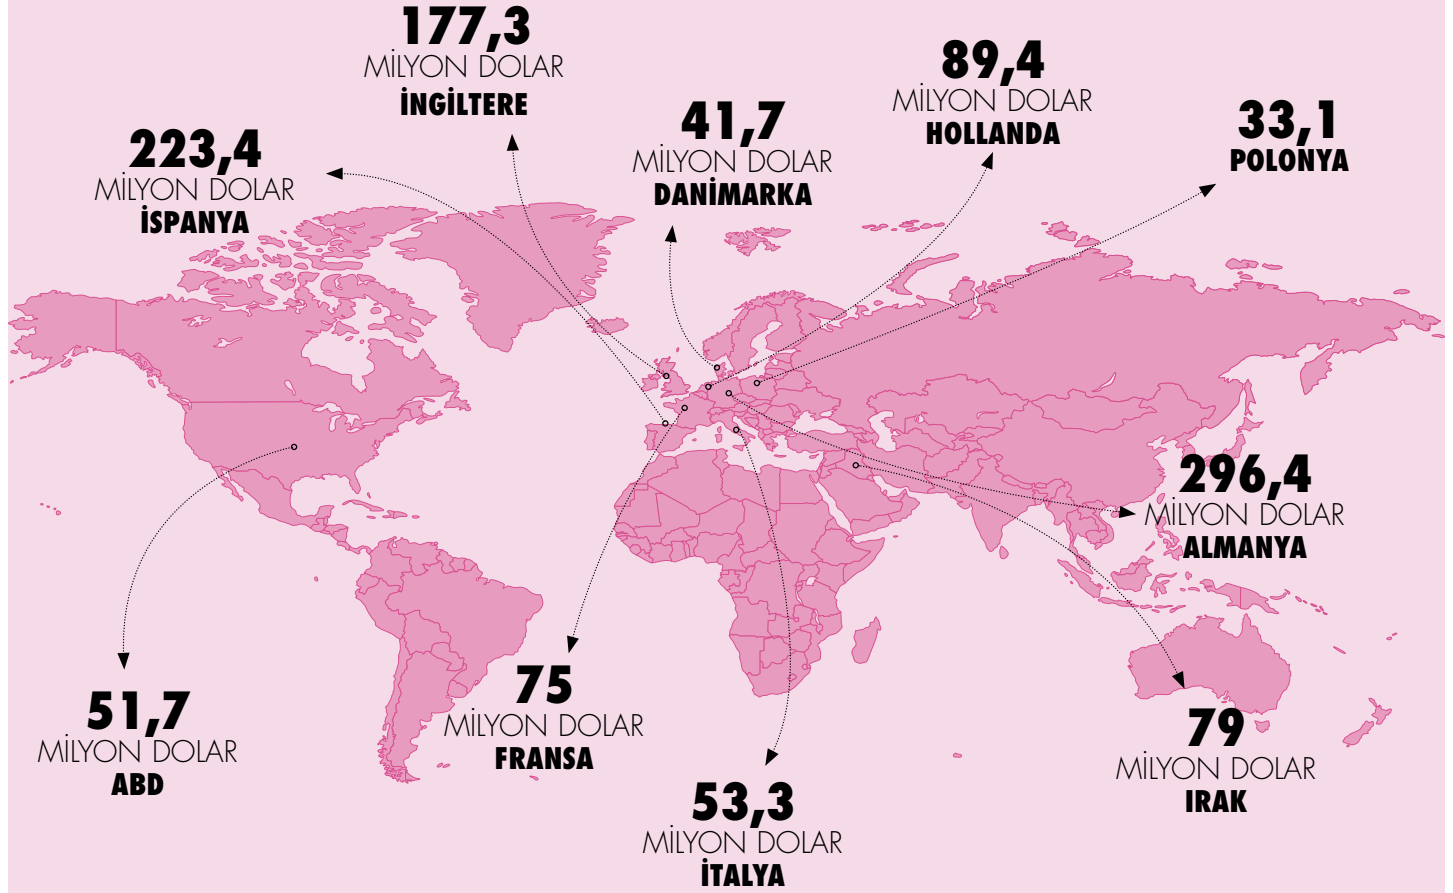 177,3
MİLYON DOLAR
İNGİLTERE
89,4
MİLYON DOLAR
HOLLANDA
41,7
MİLYON DOLAR
DANİMARKA
33,1
POLONYA
223,4
MİLYON DOLAR
İSPANYA
296,4
MİLYON DOLAR
ALMANYA
51,7
MİLYON DOLAR
ABD
75
MİLYON DOLAR
FRANSA
79
MİLYON DOLAR
IRAK
53,3
MİLYON DOLAR
İTALYA